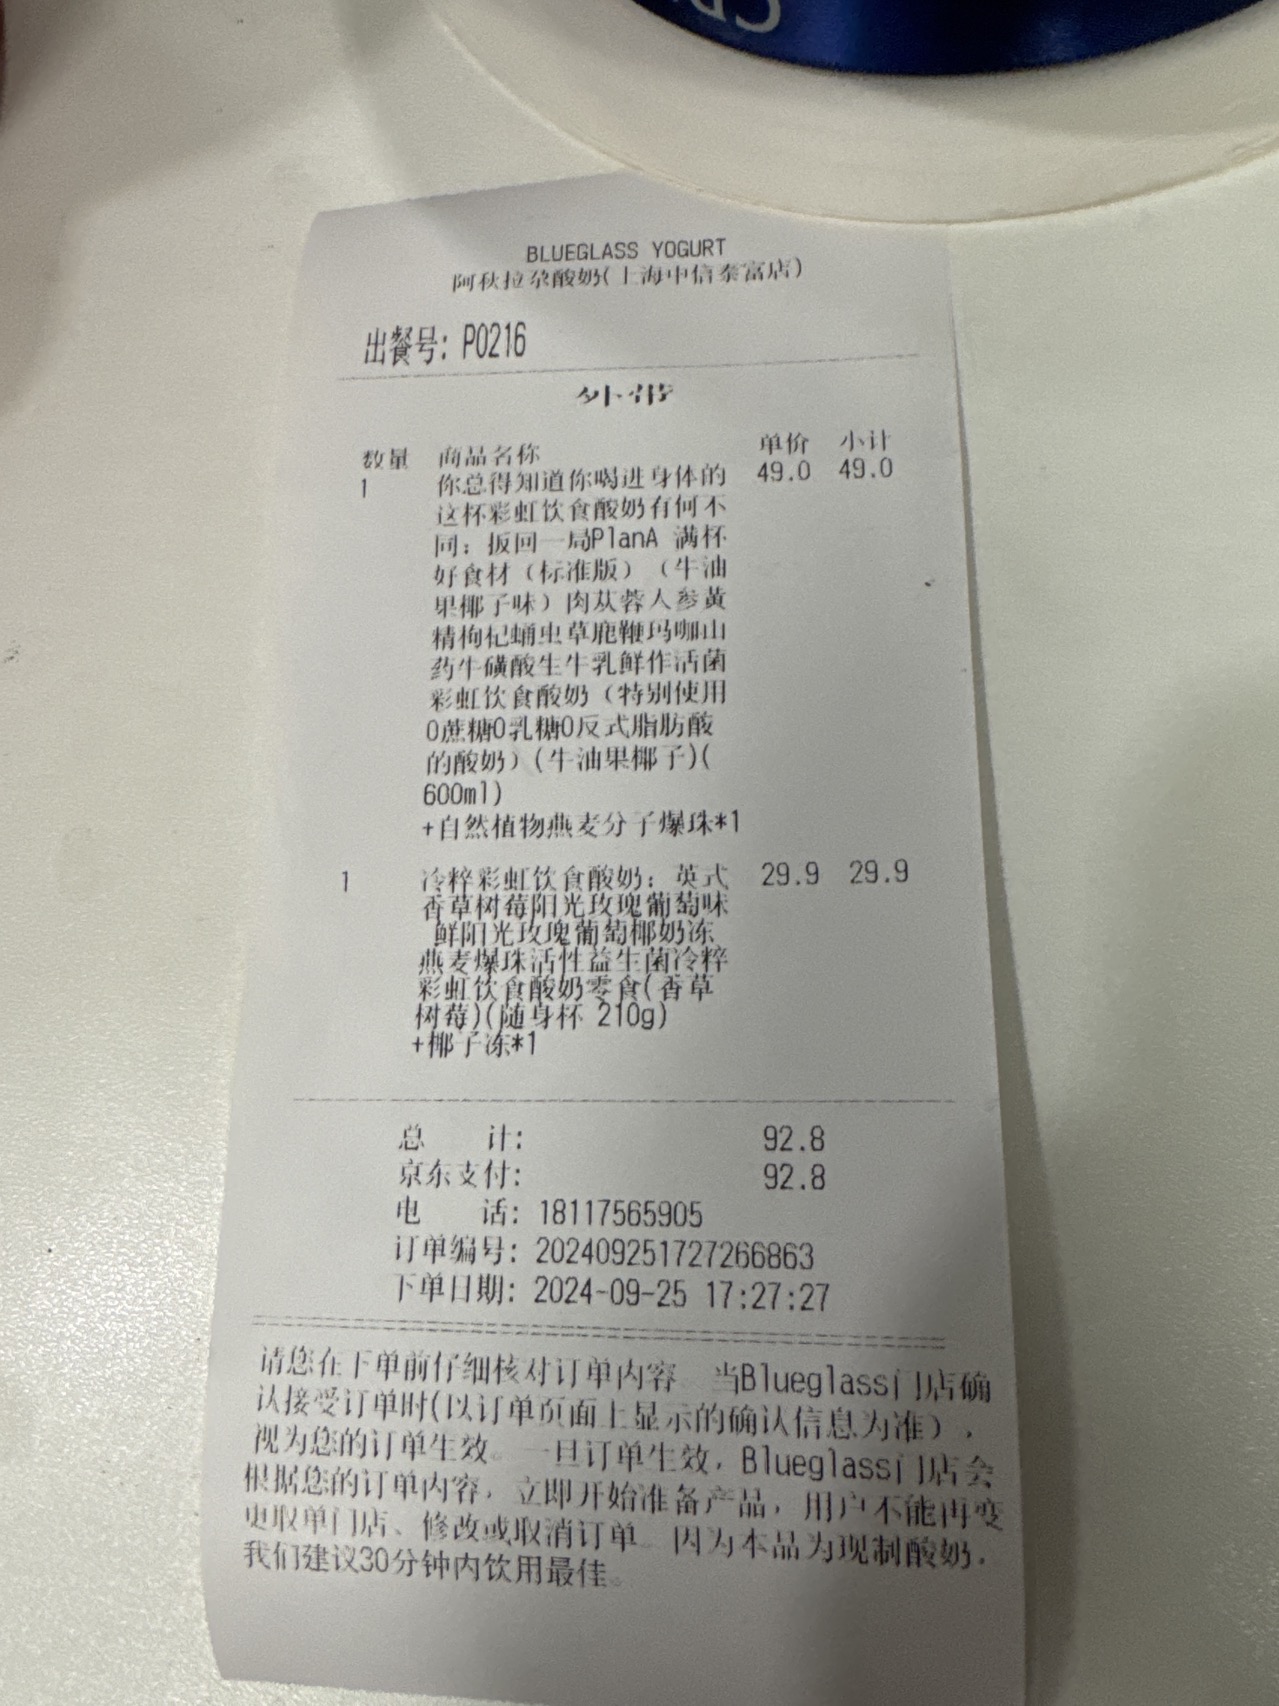 BLUEGLASS YOGURT
阿秋拉尕酸奶(上海中信泰富店)
出餐号: P0216
外带
数量 商品名称 单价 小计
1 你总得知道你喝进身体的 49.0 49.0
这杯彩虹饮食酸奶有何不
同：扳回一局PlanA 满杯
好食材（标准版）（牛油
果椰子味）肉苁蓉人参黄
精枸杞蛹虫草鹿鞭玛咖山
药牛磺酸生牛乳鲜作活菌
彩虹饮食酸奶（特别使用
0蔗糖0乳糖0反式脂肪酸
的酸奶）(牛油果椰子)(
600ml)
+自然植物燕麦分子爆珠*1
1 冷粹彩虹饮食酸奶：英式 29.9 29.9
香草树莓阳光玫瑰葡萄味
鲜阳光玫瑰葡萄椰奶冻
燕麦爆珠活性益生菌冷粹
彩虹饮食酸奶零食(香草
树莓)(随身杯 210g)
+椰子冻*1
总 计: 92.8
京东支付: 92.8
电 话: 18117565905
订单编号: 202409251727266863
下单日期: 2024-09-25 17:27:27
请您在下单前仔细核对订单内容。当Blueglass门店确
认接受订单时(以订单页面上显示的确认信息为准)，
视为您的订单生效。一旦订单生效，Blueglass门店会
根据您的订单内容，立即开始准备产品，用户不能再变
更取单门店、修改或取消订单。因为本品为现制酸奶，
我们建议30分钟内饮用最佳。